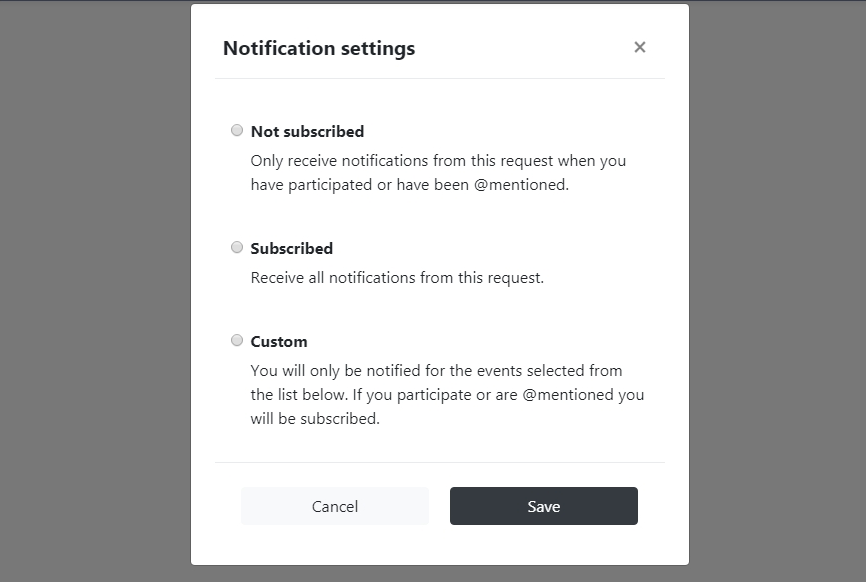 Notification settings ×
Not subscribed
Only receive notifications from this request when you
have participated or have been @mentioned.
Subscribed
Receive all notifications from this request.
Custom
You will only be notified for the events selected from
the list below. If you participate or are @mentioned you
will be subscribed.
Cancel Save